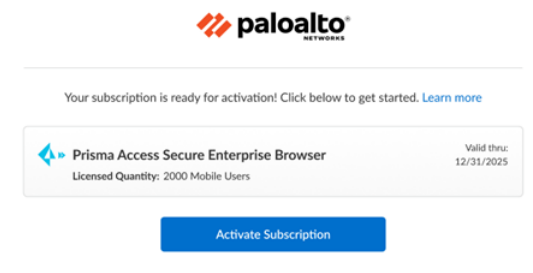 paloalto®
NETWORKS
Your subscription is ready for activation! Click below to get started. Learn more
Prisma Access Secure Enterprise Browser
Valid thru:
12/31/2025
Licensed Quantity: 2000 Mobile Users
Activate Subscription